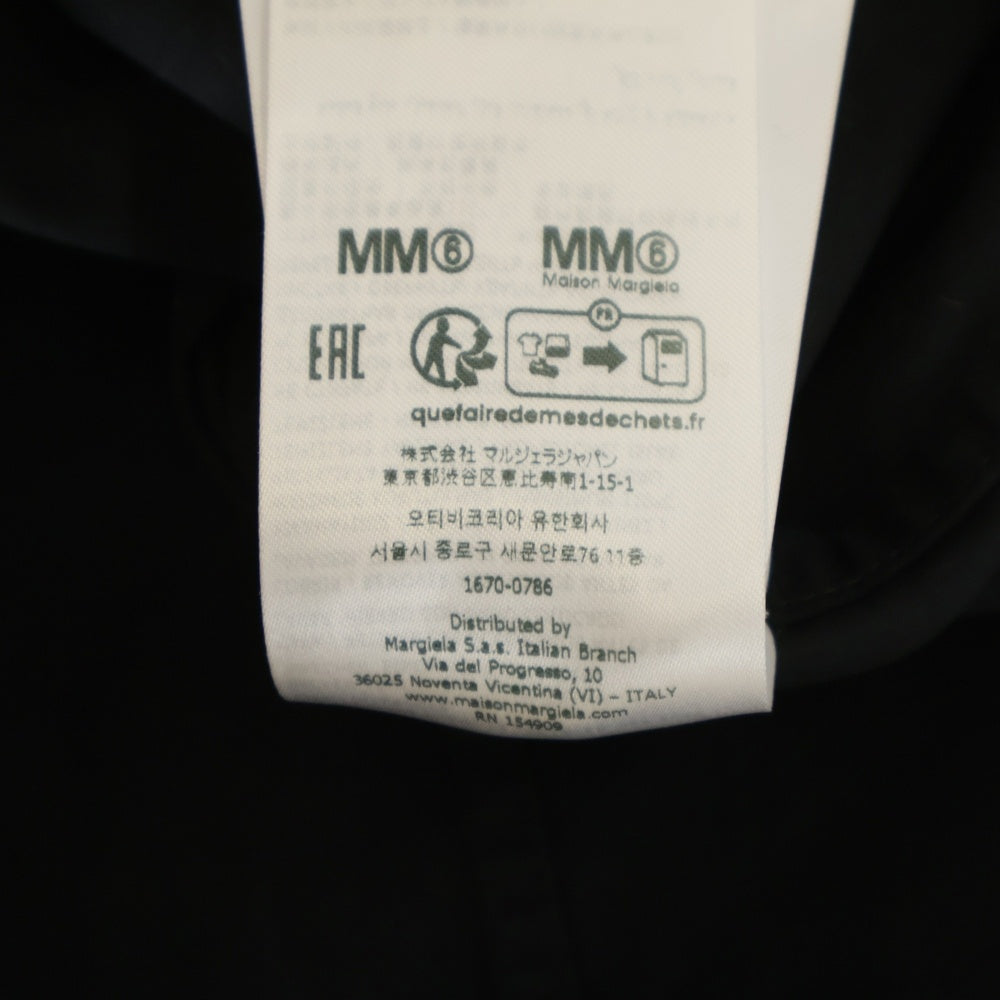 MM⑥ MM⑥
Maison Margiela
EAC
FR
quefairedemesdechets.fr
株式会社 マルジェラジャパン
東京都渋谷区恵比寿南1-15-1
오티비코리아 유한회사
서울시 종로구 새문안로76 11층
1670-0786
Distributed by
Margiela S.a.s. Italian Branch
Via del Progresso, 10
36025 Noventa Vicentina (VI) - ITALY
www.maisonmargiela.com
RN 154909